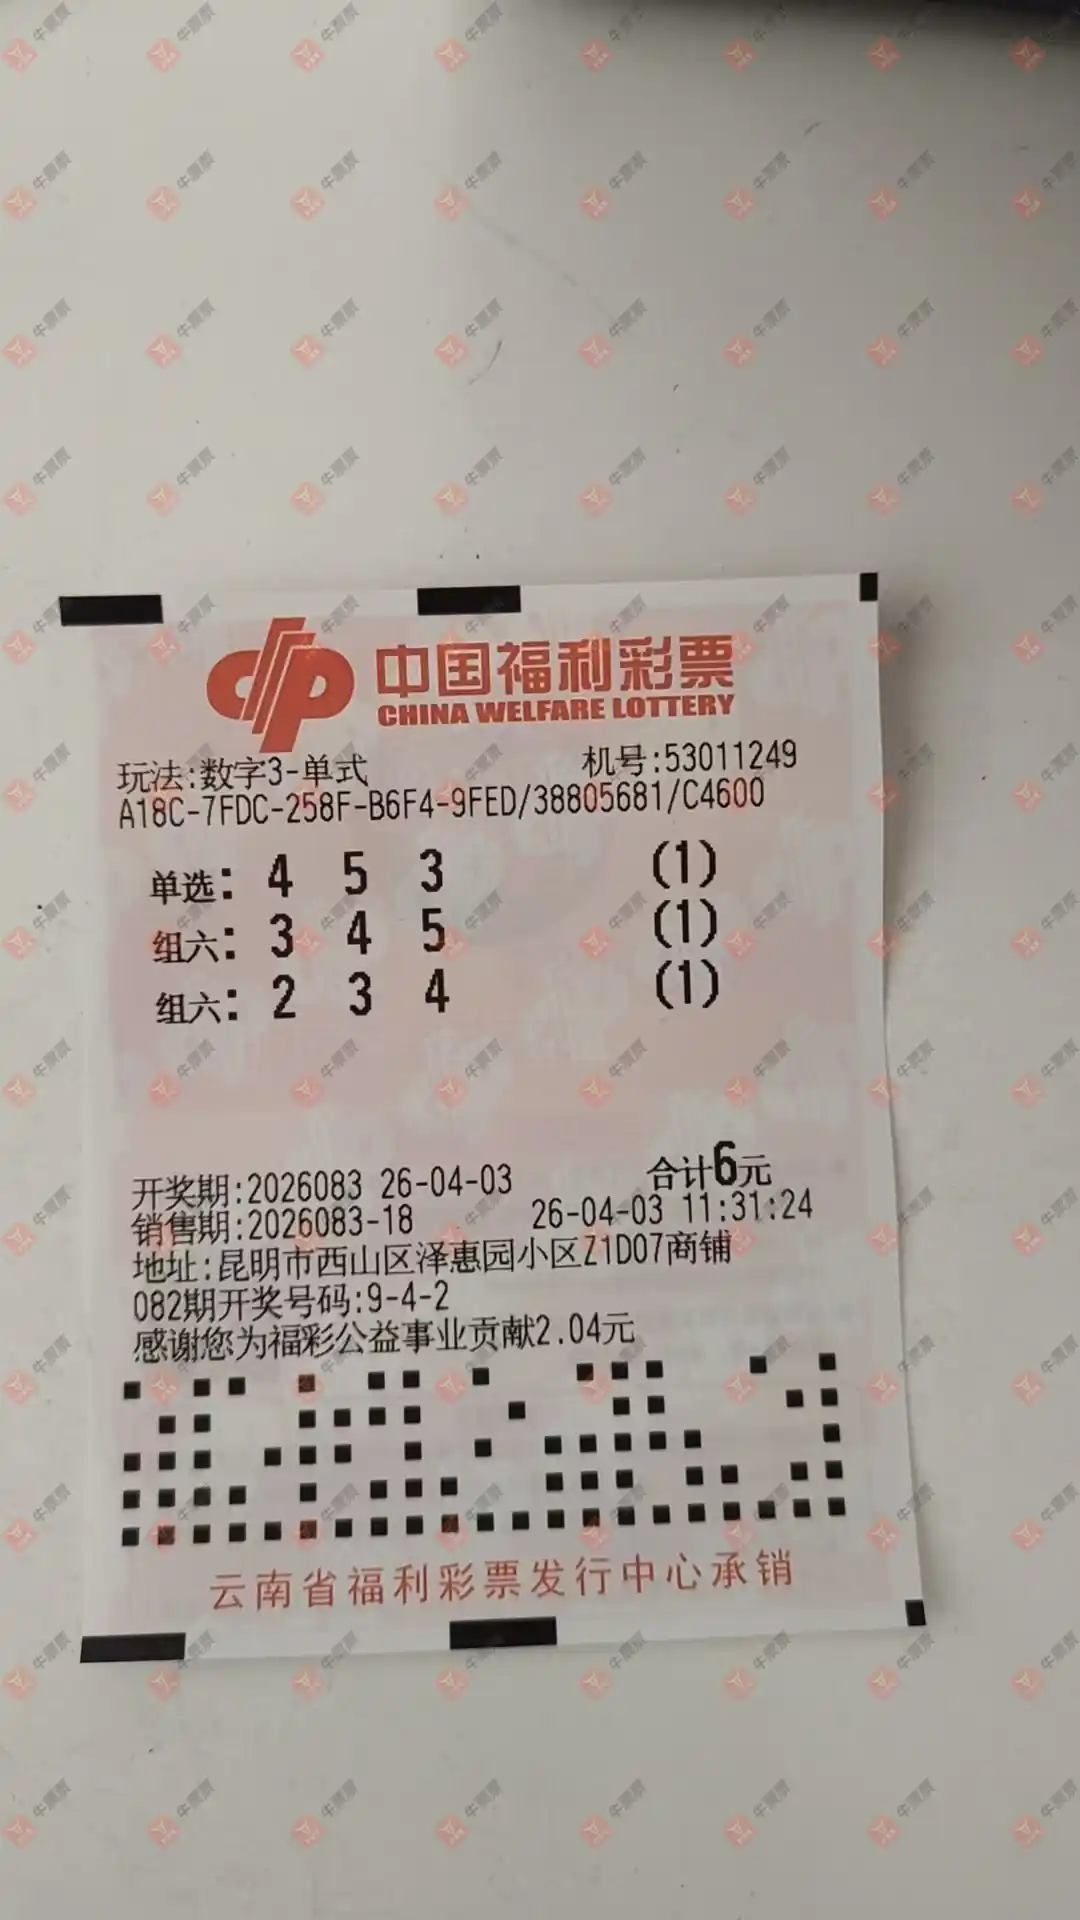 中国福利彩票
CHINA WELFARE LOTTERY
玩法:数字3-单式 机号:53011249
A18C-7FDC-258F-B6F4-9FED/38805681/C4600
单选: 4 5 3 (1)
组六: 3 4 5 (1)
组六: 2 3 4 (1)
开奖期:2026083 26-04-03 合计6元
销售期:2026083-18 26-04-03 11:31:24
地址:昆明市西山区泽惠园小区Z1D07商铺
082期开奖号码:9-4-2
感谢您为福彩公益事业贡献2.04元
云南省福利彩票发行中心承销
牛票票